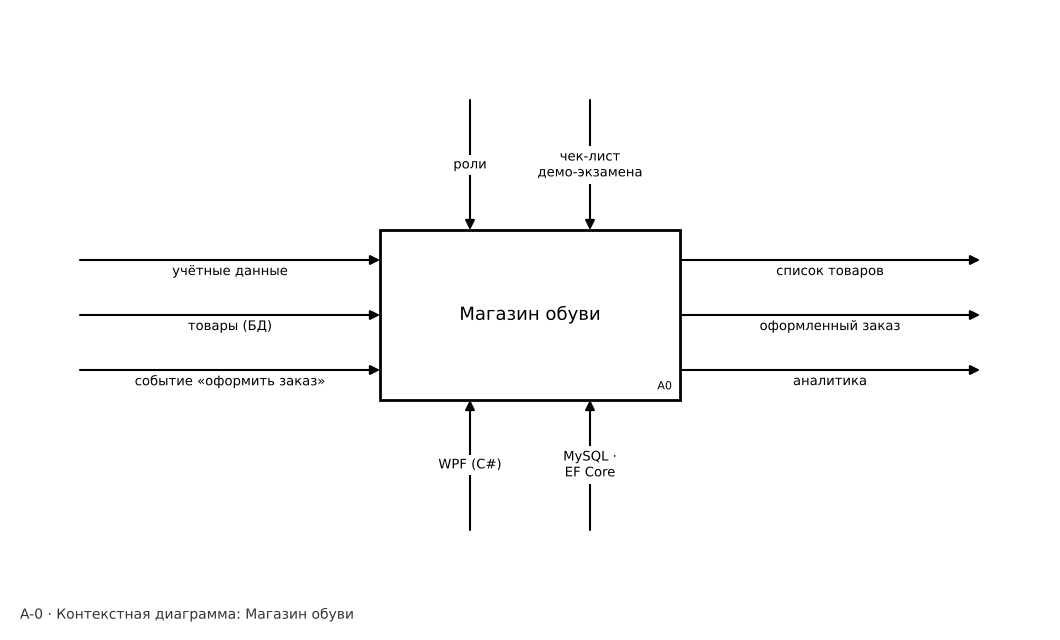 роли
чек-лист
демо-экзамена
учётные данные
список товаров
товары (БД)
Магазин обуви
оформленный заказ
событие «оформить заказ»
A0
аналитика
WPF (C#)
MySQL ·
EF Core
A-0 · Контекстная диаграмма: Магазин обуви